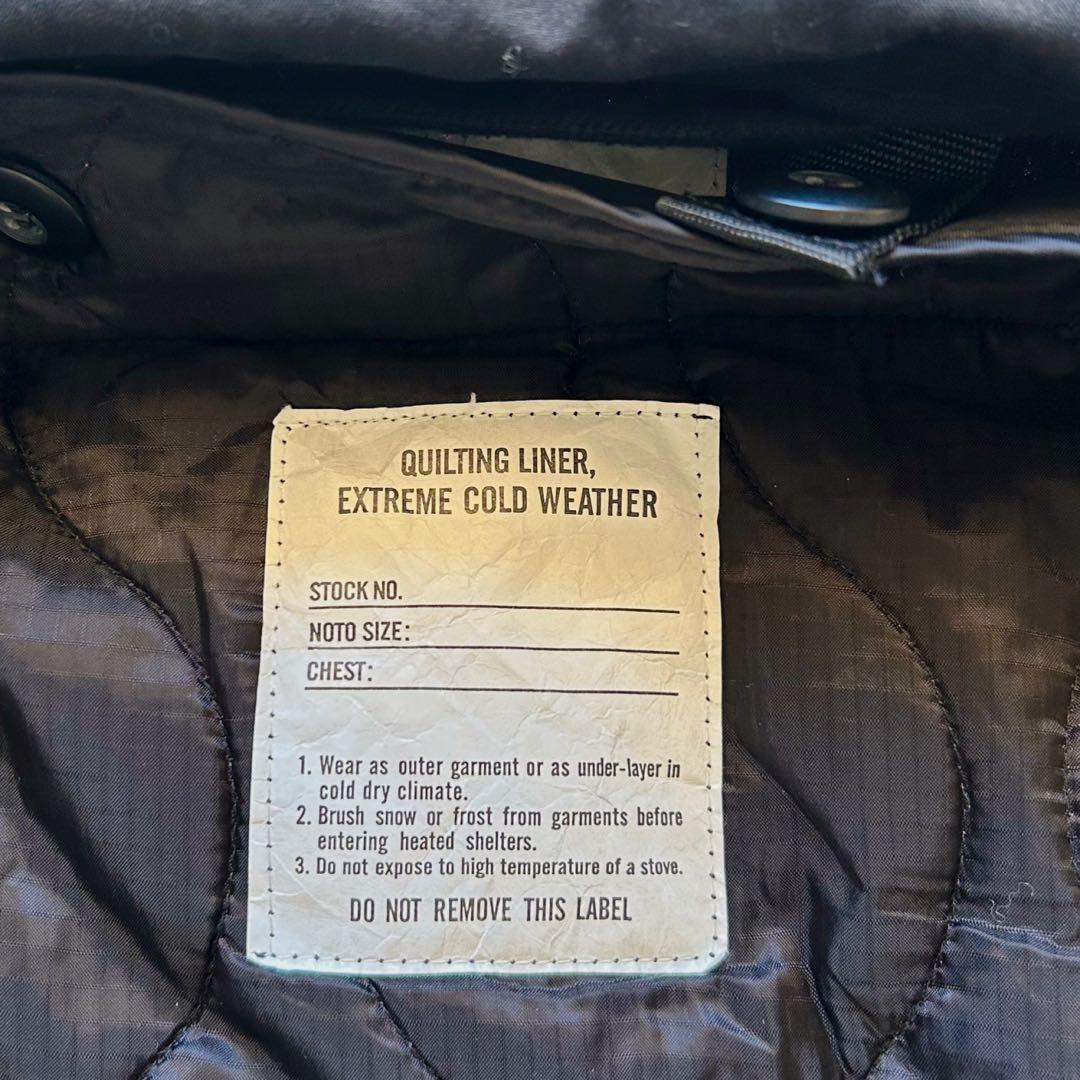 QUILTING LINER,
EXTREME COLD WEATHER
STOCK NO.
NOTO SIZE:
CHEST:
1. Wear as outer garment or as under-layer in
cold dry climate.
2. Brush snow or frost from garments before
entering heated shelters.
3. Do not expose to high temperature of a stove.
DO NOT REMOVE THIS LABEL